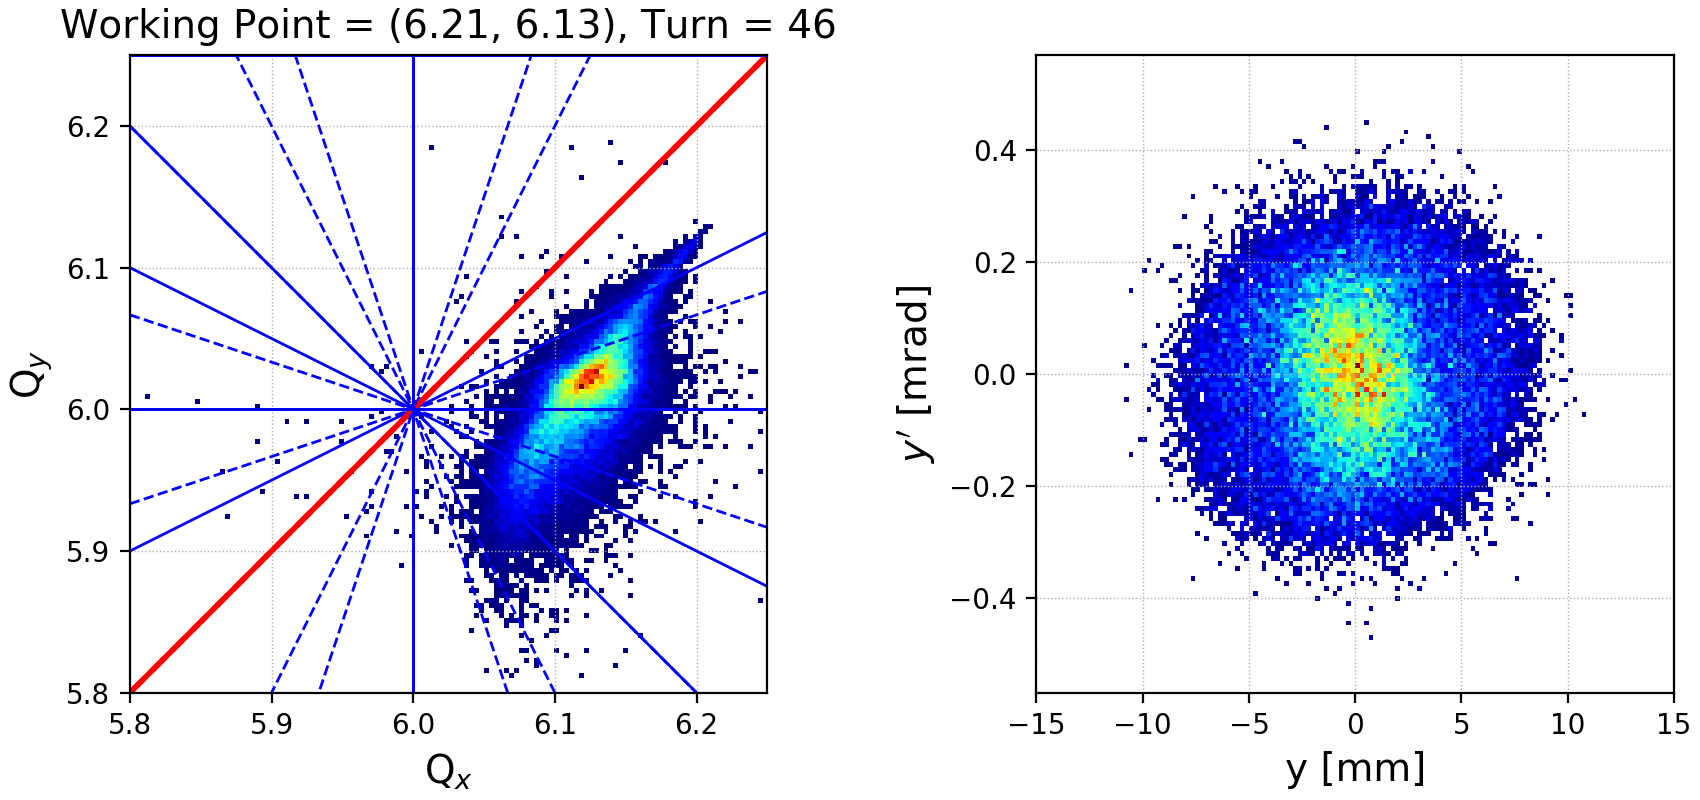 Working Point = (6.21, 6.13), Turn = 46
6.2
6.1
6.0
5.9
5.8
Qy
5.8 5.9 6.0 6.1 6.2
Qx
0.4
0.2
0.0
−0.2
−0.4
y′ [mrad]
−15 −10 −5 0 5 10 15
y [mm]